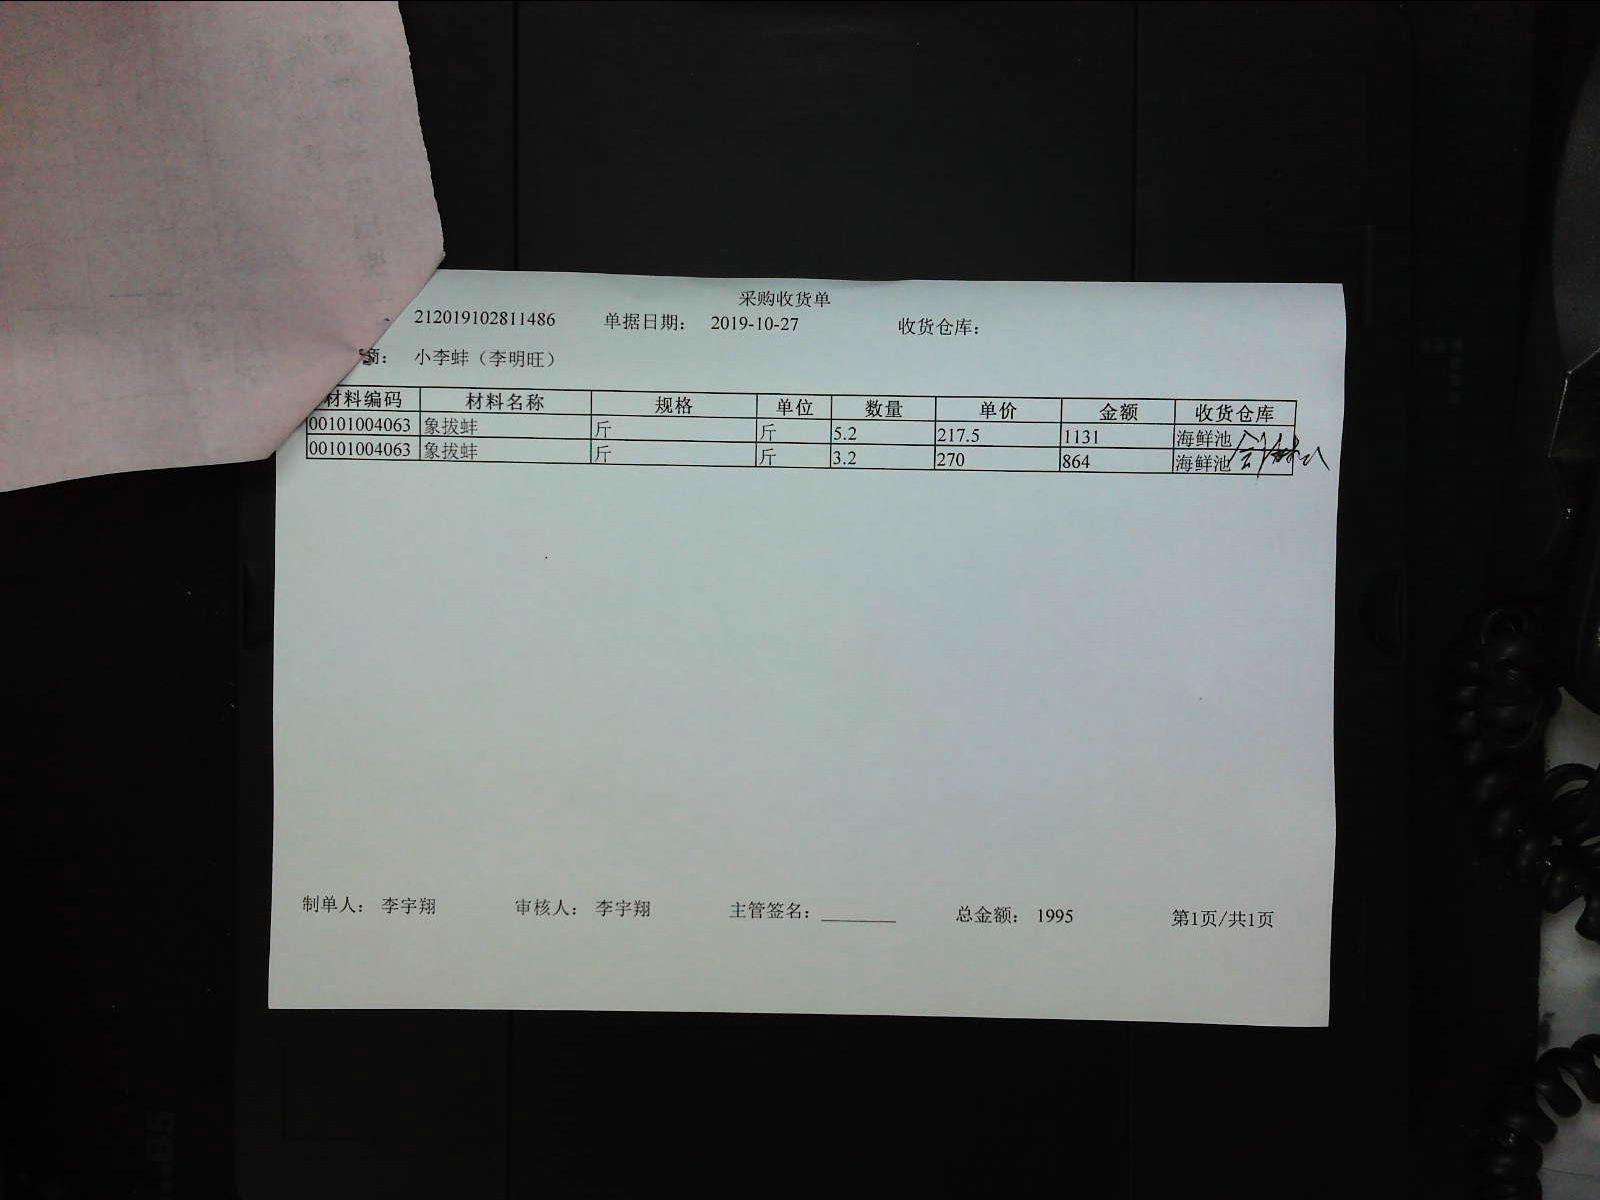 采购收货单
212019102811486 单据日期： 2019-10-27 收货仓库：
商： 小李蚌（李明旺）
材料编码 材料名称 规格 单位 数量 单价 金额 收货仓库
00101004063 象拔蚌 斤 斤 5.2 217.5 1131 海鲜池
00101004063 象拔蚌 斤 斤 3.2 270 864 海鲜池
制单人： 李宇翔 审核人： 李宇翔 主管签名： 总金额： 1995 第1页/共1页